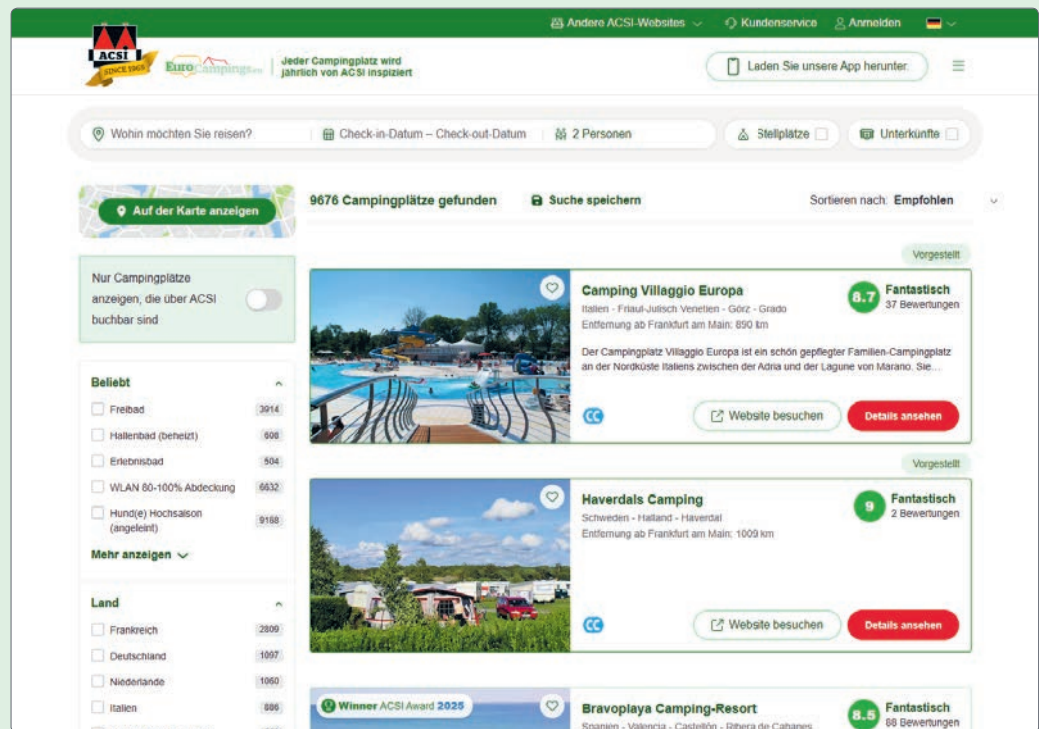 Andere ACSI-Websites
Kundenservice
Anmelden
ACSI
SINCE 1965
EuroCampings.eu
Jeder Campingplatz wird
jährlich von ACSI inspiziert
Laden Sie unsere App herunter.
Wohin möchten Sie reisen?
Check-in-Datum – Check-out-Datum
2 Personen
Stellplätze
Unterkünfte
Auf der Karte anzeigen
9676 Campingplätze gefunden
Suche speichern
Sortieren nach: Empfohlen
Nur Campingplätze
anzeigen, die über ACSI
buchbar sind
Beliebt
Freibad 3914
Hallenbad (beheizt) 606
Erlebnisbad 504
WLAN 80-100% Abdeckung 6632
Hund(e) Hochsaison
(angeleint) 9168
Mehr anzeigen
Land
Frankreich 2809
Deutschland 1097
Niederlande 1060
Italien 886
Vorgestellt
Camping Villaggio Europa
Italien - Friaul-Julisch Venetien - Görz - Grado
Entfernung ab Frankfurt am Main: 890 km
8.7
Fantastisch
37 Bewertungen
Der Campingplatz Villaggio Europa ist ein schön gepflegter Familien-Campingplatz
an der Nordküste Italiens zwischen der Adria und der Lagune von Marano. Sie...
CC
Website besuchen
Details ansehen
Vorgestellt
Haverdals Camping
Schweden - Halland - Haverdal
Entfernung ab Frankfurt am Main: 1009 km
9
Fantastisch
2 Bewertungen
CC
Website besuchen
Details ansehen
Winner ACSI Award 2025
Bravoplaya Camping-Resort
Spanien - Valencia - Castellón - Ribera de Cabanes
8.5
Fantastisch
88 Bewertungen